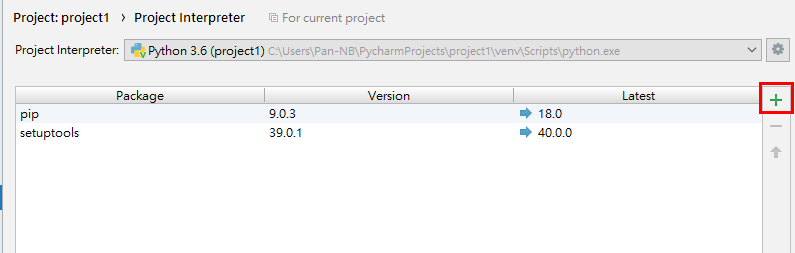 Project: project1 › Project Interpreter For current project
Project Interpreter: Python 3.6 (project1) C:\Users\Pan-NB\PycharmProjects\project1\venv\Scripts\python.exe
Package Version Latest
pip 9.0.3 18.0
setuptools 39.0.1 40.0.0